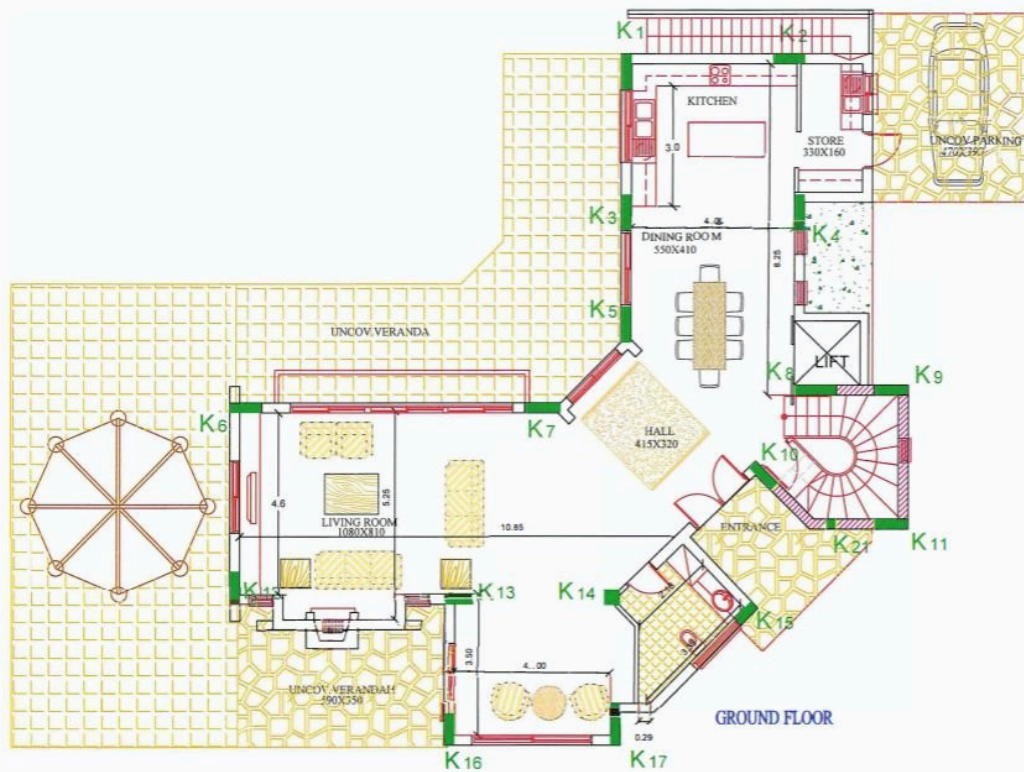 K1
K2
KITCHEN
3.0
STORE
330X160
UNCOV.PARKING
K3
K4
DINING ROOM
550X410
K5
UNCOV.VERANDA
LIFT
K8
K9
K6
K7
HALL
415X320
K10
4.6
5.25
LIVING ROOM
1080X810
10.85
ENTRANCE
K21
K11
K13
K14
K15
3.50
4...00
UNCOV.VERANDAH
590X350
GROUND FLOOR
0.29
K16
K17